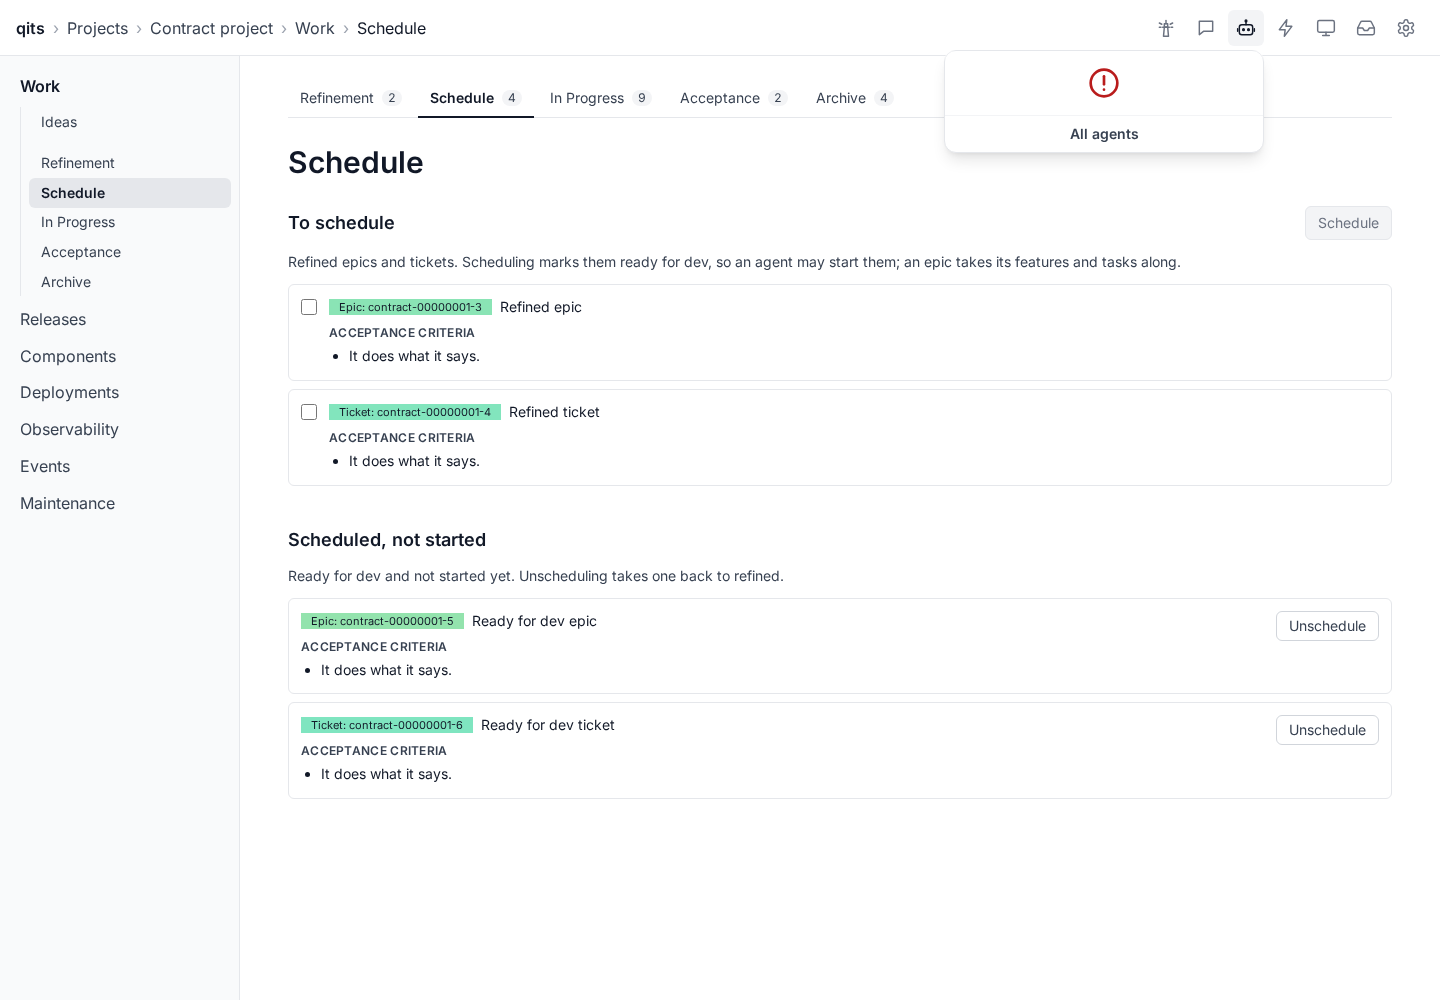 qits › Projects › Contract project › Work › Schedule
All agents
Work
Ideas
Refinement
Schedule
In Progress
Acceptance
Archive
Releases
Components
Deployments
Observability
Events
Maintenance
Refinement 2 Schedule 4 In Progress 9 Acceptance 2 Archive 4
Schedule
To schedule
Schedule
Refined epics and tickets. Scheduling marks them ready for dev, so an agent may start them; an epic takes its features and tasks along.
Epic: contract-00000001-3 Refined epic
ACCEPTANCE CRITERIA
• It does what it says.
Ticket: contract-00000001-4 Refined ticket
ACCEPTANCE CRITERIA
• It does what it says.
Scheduled, not started
Ready for dev and not started yet. Unscheduling takes one back to refined.
Epic: contract-00000001-5 Ready for dev epic
Unschedule
ACCEPTANCE CRITERIA
• It does what it says.
Ticket: contract-00000001-6 Ready for dev ticket
Unschedule
ACCEPTANCE CRITERIA
• It does what it says.